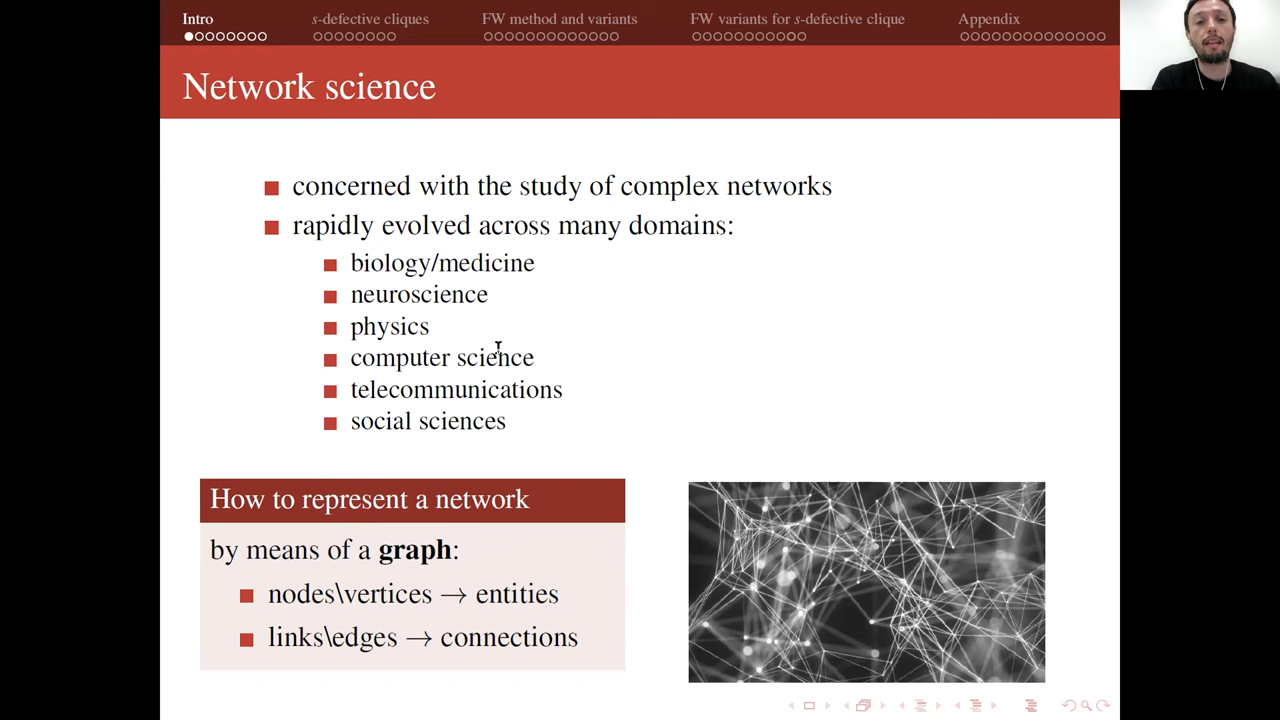 Intro
s-defective cliques
FW method and variants
FW variants for s-defective clique
Appendix
Network science
concerned with the study of complex networks
rapidly evolved across many domains:
biology/medicine
neuroscience
physics
computer science
telecommunications
social sciences
How to represent a network
by means of a graph:
nodes\vertices → entities
links\edges → connections